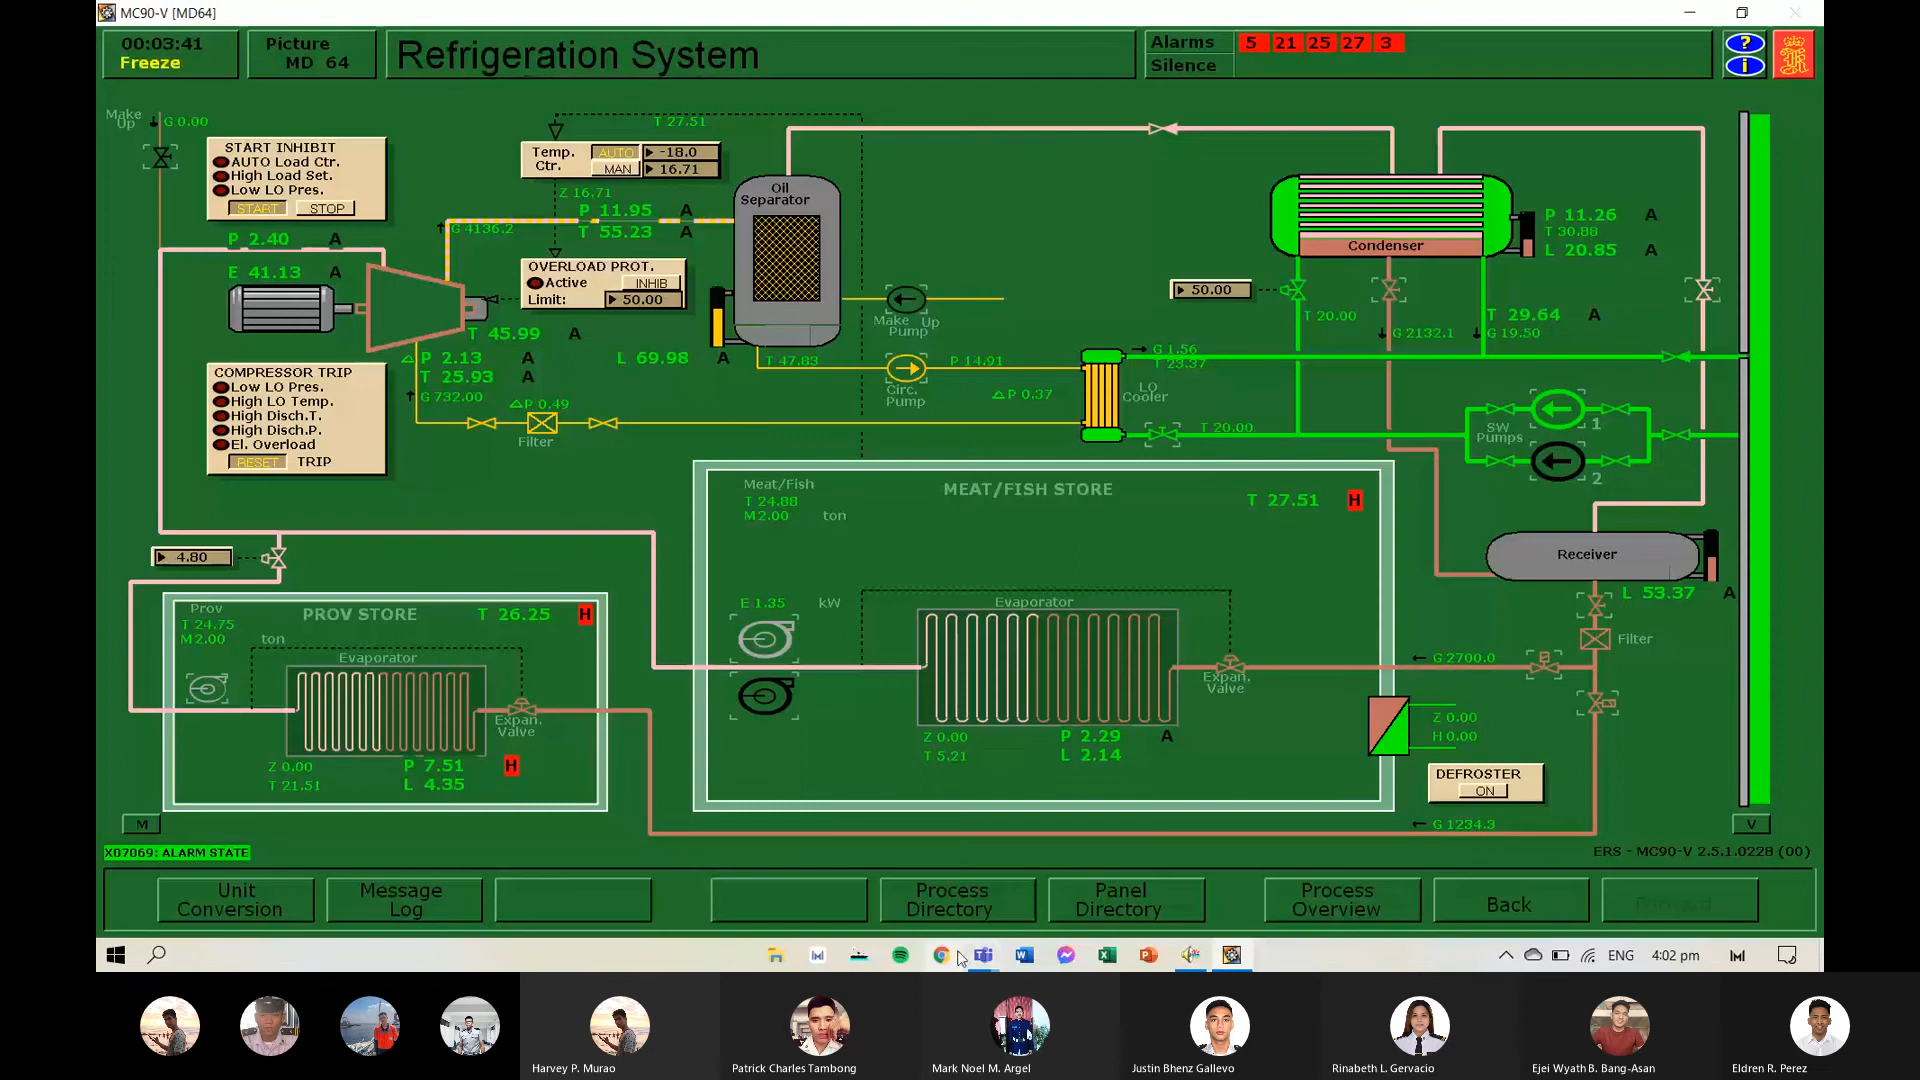 MC90-V [MD64]
00:03:41
Freeze
Picture
MD 64
Refrigeration System
Alarms 5 21 25 27 3
Silence
?
i
Make
Up
G 0.00
START INHIBIT
AUTO Load Ctr.
High Load Set.
Low LO Pres.
START STOP
T 27.51
Temp.
Ctr.
AUTO -18.0
MAN 16.71
Z 16.71
P 11.95 A
T 55.23 A
G 4136.2
Oil
Separator
P 2.40 A
E 41.13 A
OVERLOAD PROT.
Active INHIB
Limit: 50.00
T 45.99 A
P 2.13 A
T 25.93 A
G 732.00
L 69.98 A
Make Up
Pump
T 47.83
P 14.91
Circ.
Pump
P 0.49
Filter
P 0.37
Condenser
P 11.26 A
T 30.88
L 20.85 A
50.00
T 20.00
G 2132.1
T 29.64 A
G 19.50
G 1.56
T 23.37
LO
Cooler
T 20.00
SW
Pumps
1
2
COMPRESSOR TRIP
Low LO Pres.
High LO Temp.
High Disch.T.
High Disch.P.
El. Overload
RESET TRIP
4.80
Meat/Fish
T 24.88
M2.00 ton
MEAT/FISH STORE
T 27.51 H
E 1.35 kW
Evaporator
Expan.
Valve
Z 0.00
T 5.21
P 2.29 A
L 2.14
Receiver
L 53.37 A
Filter
G 2700.0
Z 0.00
H 0.00
DEFROSTER
ON
G 1234.3
Prov
T 24.75
M2.00 ton
PROV STORE
T 26.25 H
Evaporator
Expan.
Valve
Z 0.00
T 21.51
P 7.51 H
L 4.35
M
V
X07069: ALARM STATE
ERS - MC90-V 2.5.1.0228 (00)
Unit
Conversion
Message
Log
Process
Directory
Panel
Directory
Process
Overview
Back
Forward
ENG
4:02 pm
Harvey P. Murao
Patrick Charles Tambong
Mark Noel M. Argel
Justin Bhenz Gallevo
Rinabeth L. Gervacio
Ejei Wyath B. Bang-Asan
Eldren R. Perez